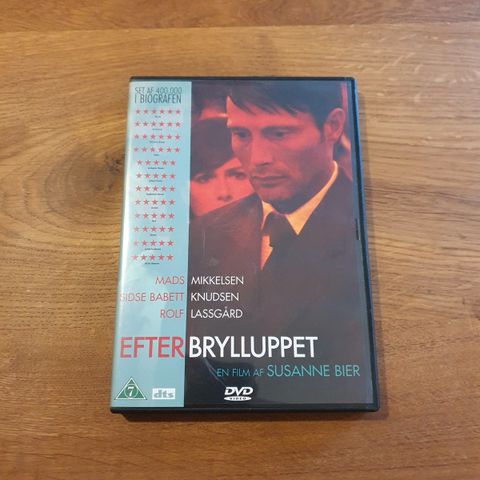 SET AF 400.000
I BIOGRAFEN
MADS MIKKELSEN
SIDSE BABETT KNUDSEN
ROLF LASSGÅRD
EFTER BRYLLUPPET
EN FILM AF SUSANNE BIER
7
dts
DVD
VIDEO